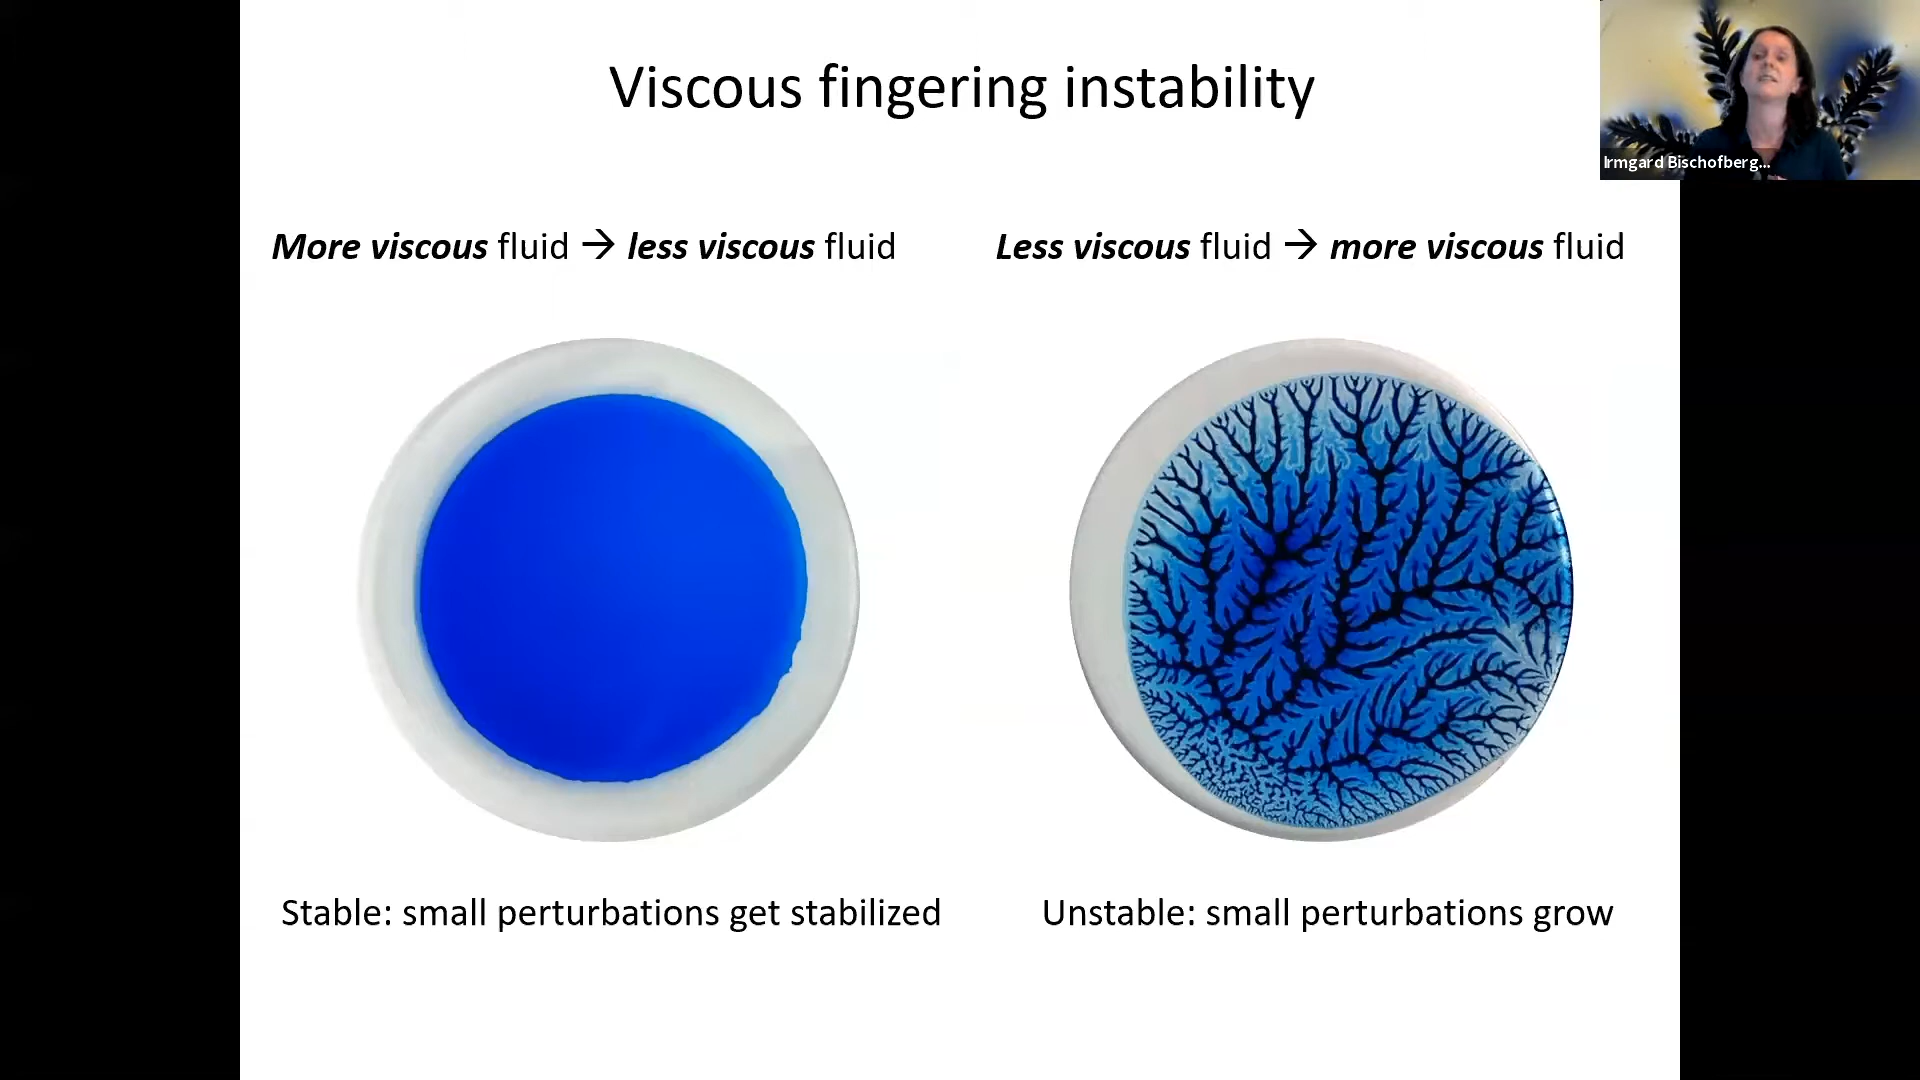 Viscous fingering instability
Irmgard Bischofberg...
More viscous fluid → less viscous fluid
Less viscous fluid → more viscous fluid
Stable: small perturbations get stabilized
Unstable: small perturbations grow